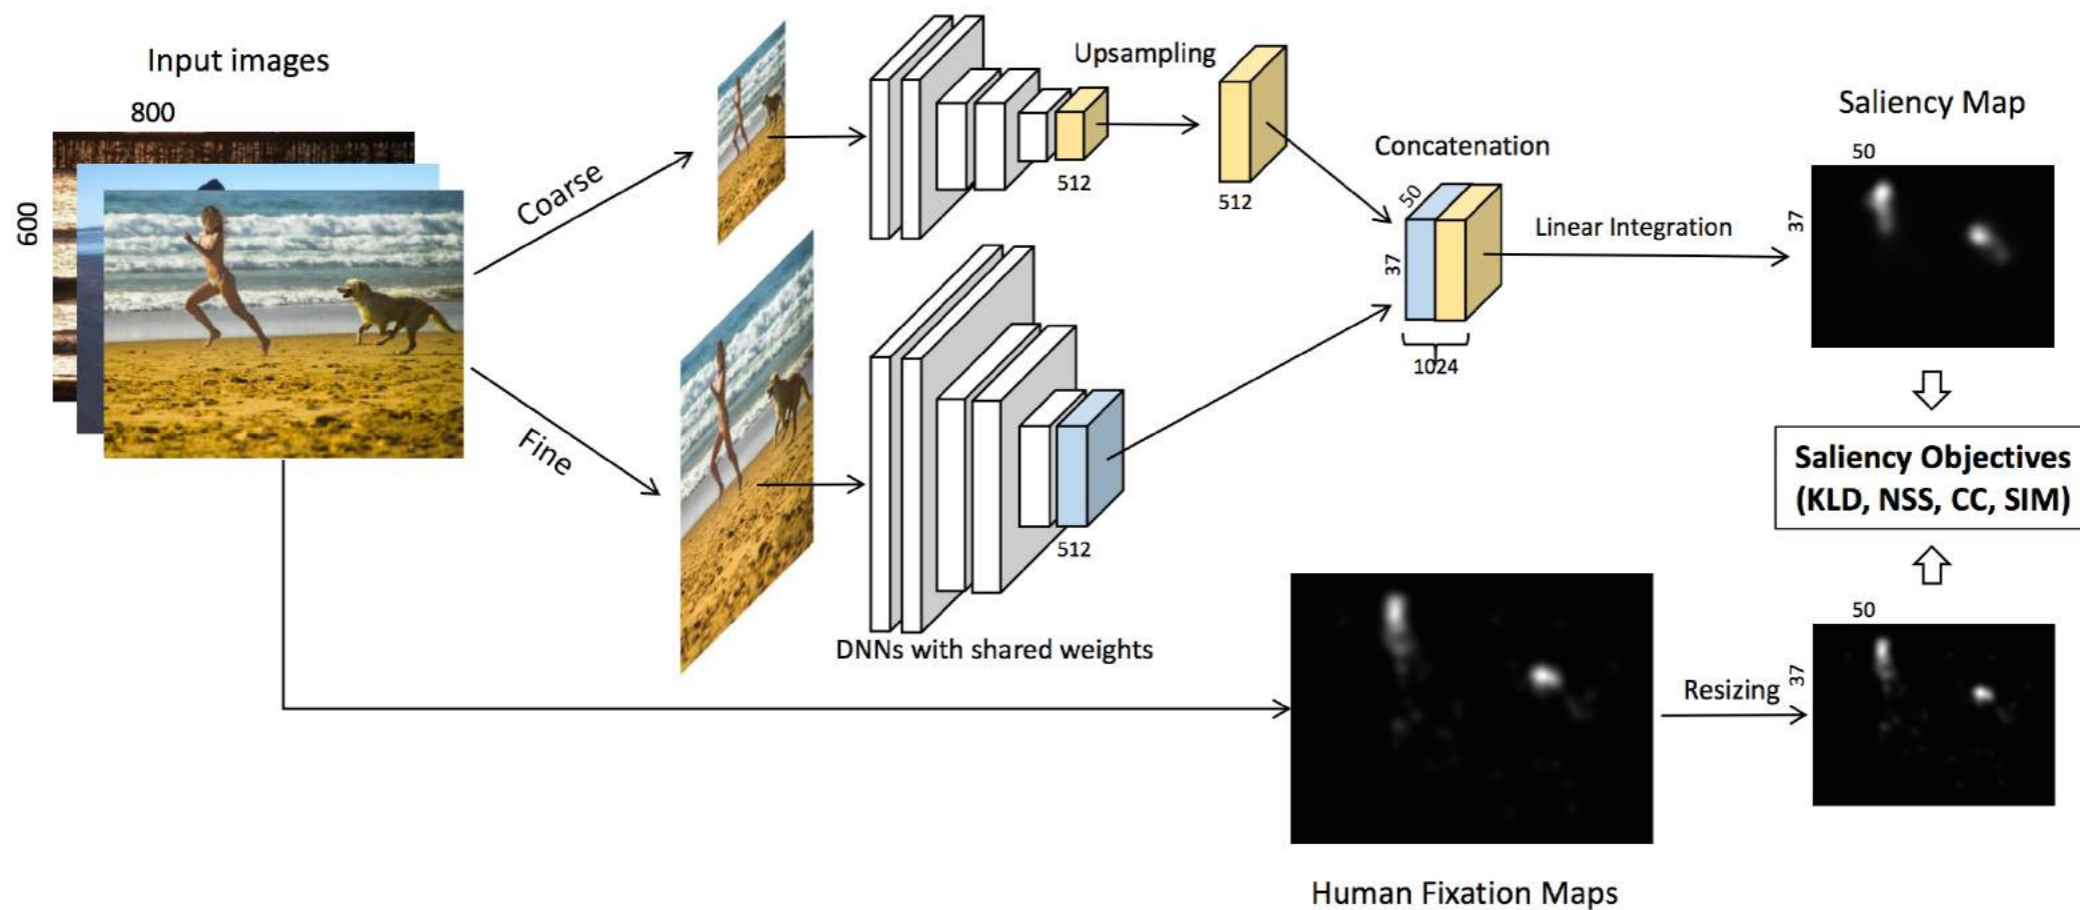 Input images
800
600
Coarse
Fine
512
Upsampling
512
512
DNNs with shared weights
Concatenation
50
37
1024
Linear Integration
Saliency Map
50
37
Saliency Objectives
(KLD, NSS, CC, SIM)
50
37
Resizing
Human Fixation Maps